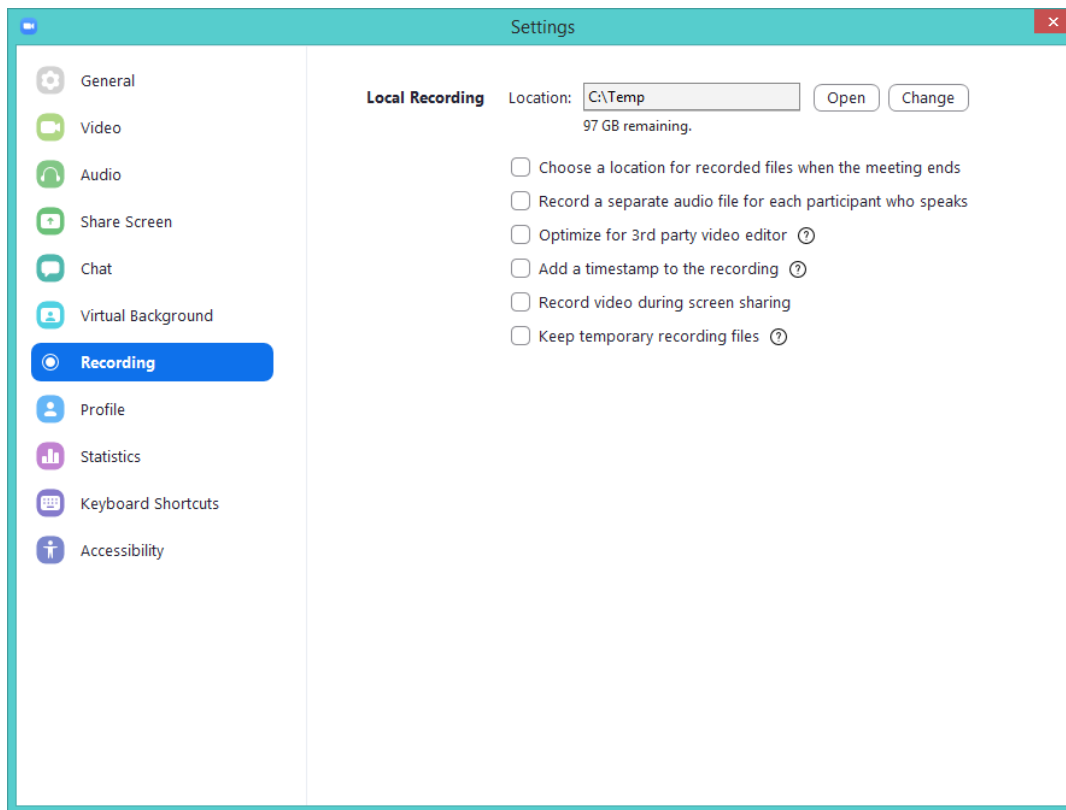 Settings
General
Video
Audio
Share Screen
Chat
Virtual Background
Recording
Profile
Statistics
Keyboard Shortcuts
Accessibility
Local Recording Location: C:\Temp Open Change
97 GB remaining.
Choose a location for recorded files when the meeting ends
Record a separate audio file for each participant who speaks
Optimize for 3rd party video editor
Add a timestamp to the recording
Record video during screen sharing
Keep temporary recording files